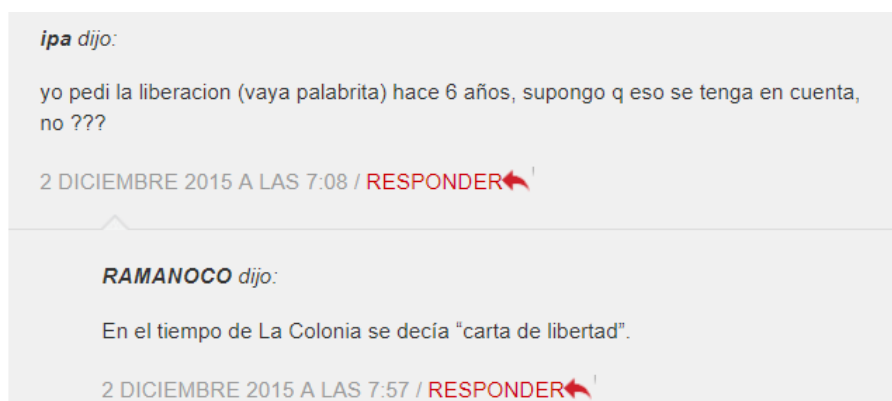 ipa dijo:
yo pedi la liberacion (vaya palabrita) hace 6 años, supongo q eso se tenga en cuenta,
no ???
2 DICIEMBRE 2015 A LAS 7:08 / RESPONDER
RAMANOCO dijo:
En el tiempo de La Colonia se decía “carta de libertad”.
2 DICIEMBRE 2015 A LAS 7:57 / RESPONDER